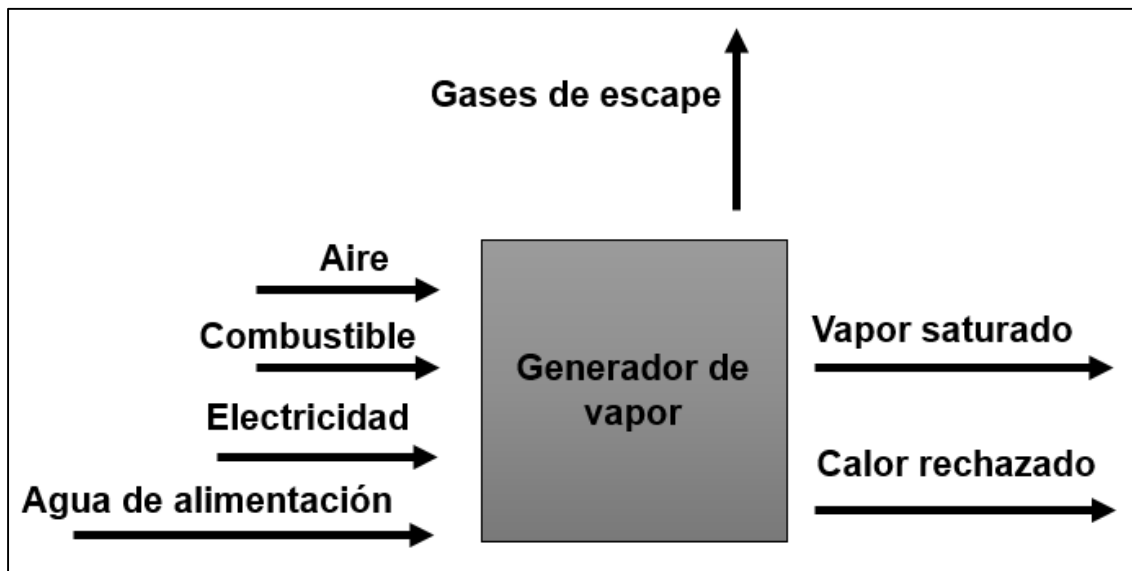 Gases de escape
Aire
Combustible
Electricidad
Agua de alimentación
Generador de
vapor
Vapor saturado
Calor rechazado